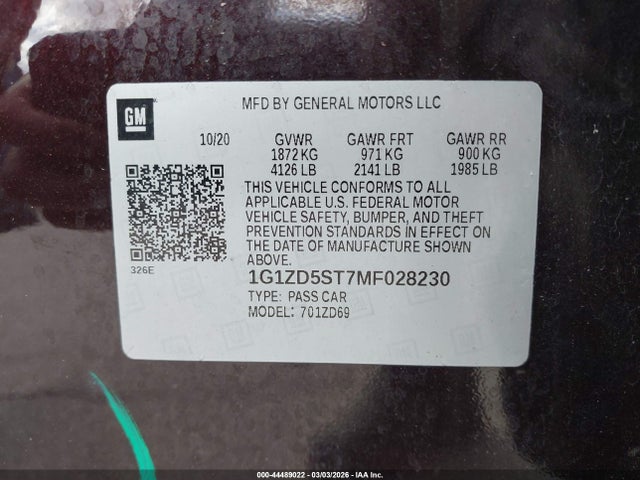 MFD BY GENERAL MOTORS LLC
GM
10/20 GVWR GAWR FRT GAWR RR
1872 KG 971 KG 900 KG
4126 LB 2141 LB 1985 LB
THIS VEHICLE CONFORMS TO ALL
APPLICABLE U.S. FEDERAL MOTOR
VEHICLE SAFETY, BUMPER, AND THEFT
PREVENTION STANDARDS IN EFFECT ON
THE DATE OF MANUFACTURE SHOWN
ABOVE.
326E
1G1ZD5ST7MF028230
TYPE: PASS CAR
MODEL: 701ZD69
000-44489022 - 03/03/2026 - IAA Inc.